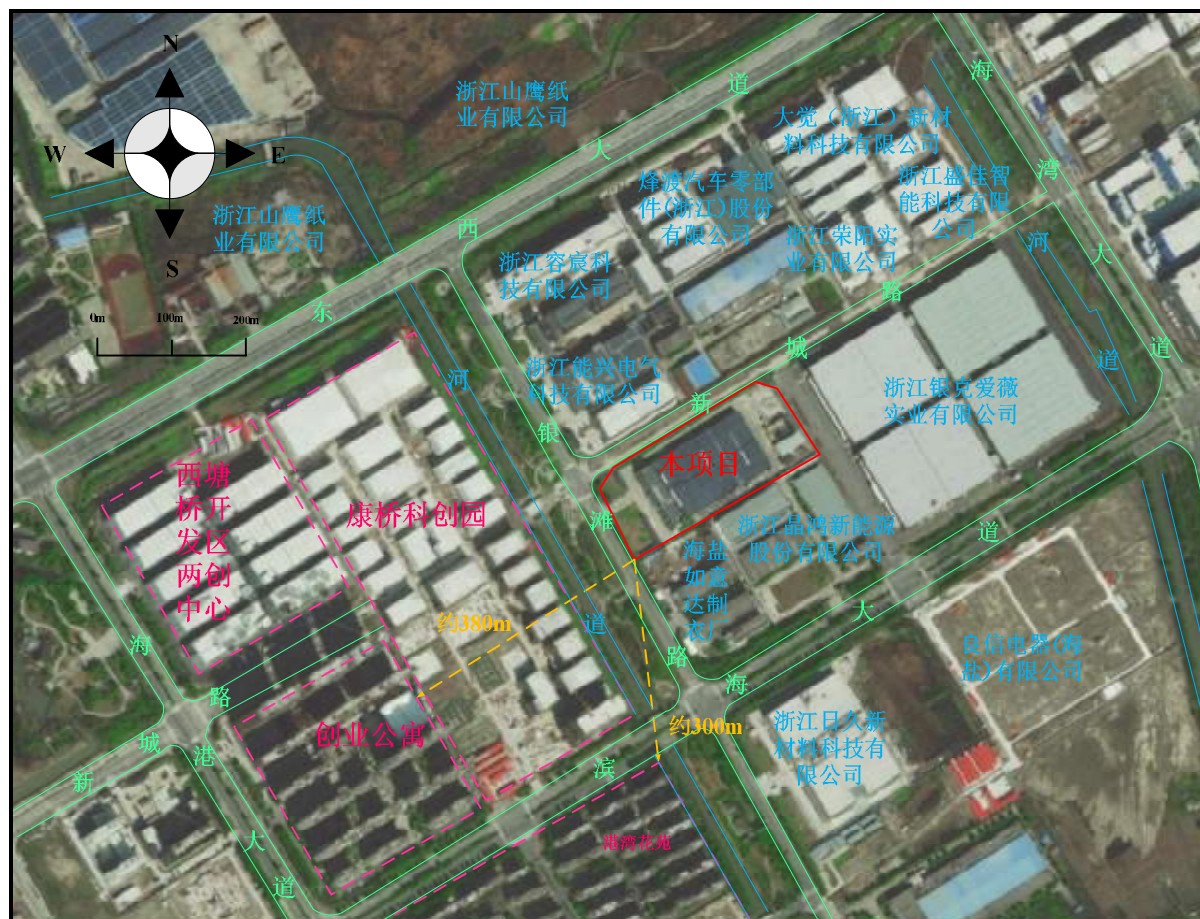 N
W
E
S
0m
100m
200m
浙江山鹰纸
业有限公司
浙江山鹰纸
业有限公司
东
西
大
道
海
湾
大
道
大觉（浙江）新材
料科技有限公司
烽渡汽车零部
件(浙江)股份
有限公司
浙江盛佳智
能科技有限
公司
浙江荣阳实
业有限公司
浙江容宸科
技有限公司
浙江能兴电气
科技有限公司
浙江银克爱薇
实业有限公司
河
道
河
道
新
城
路
银
滩
路
本项目
浙江晶鸿新能源
股份有限公司
海盐
如意
达制
衣厂
西塘
桥开
发区
两创
中心
康桥科创园
约380m
约300m
创业公寓
港湾花苑
良信电器(海
盐)有限公司
浙江日久新
材料科技有
限公司
滨
海
大
道
海
港
大
道
新
城
路